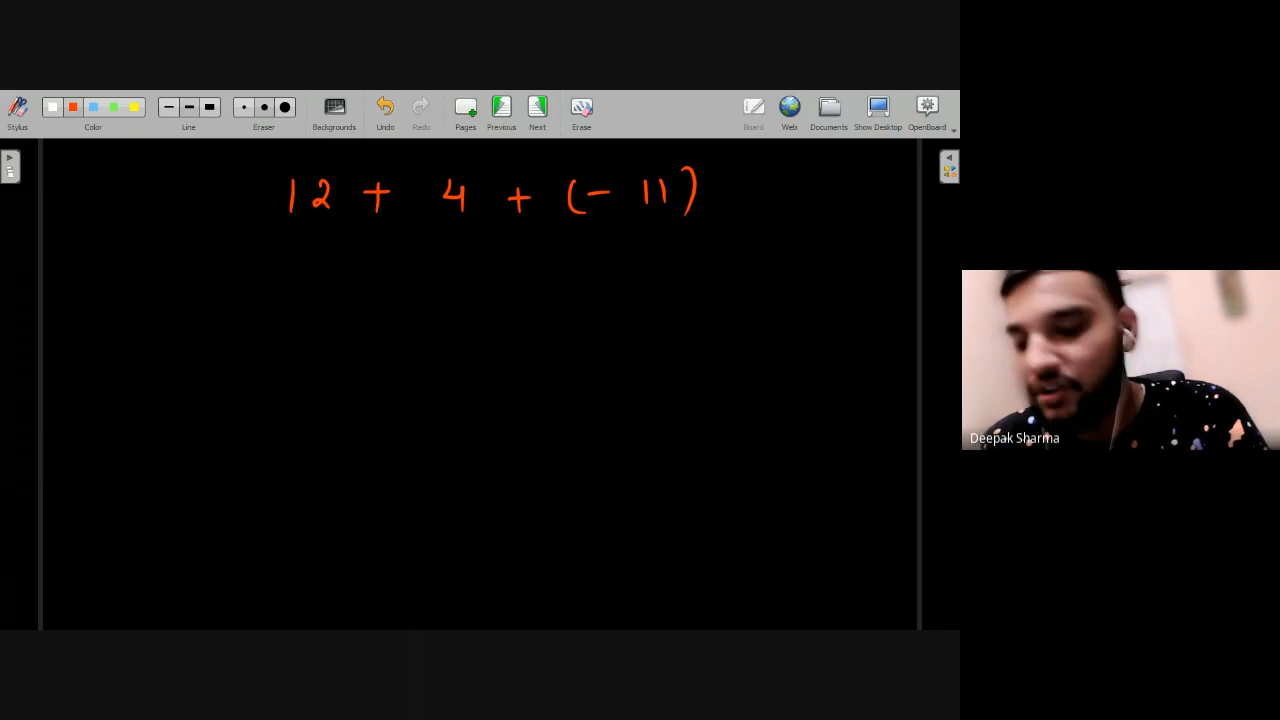 Stylus Color Line Eraser Backgrounds Undo Redo Pages Previous Next Erase Board Web Documents Show Desktop OpenBoard
12 + 4 + (- 11)
Deepak Sharma